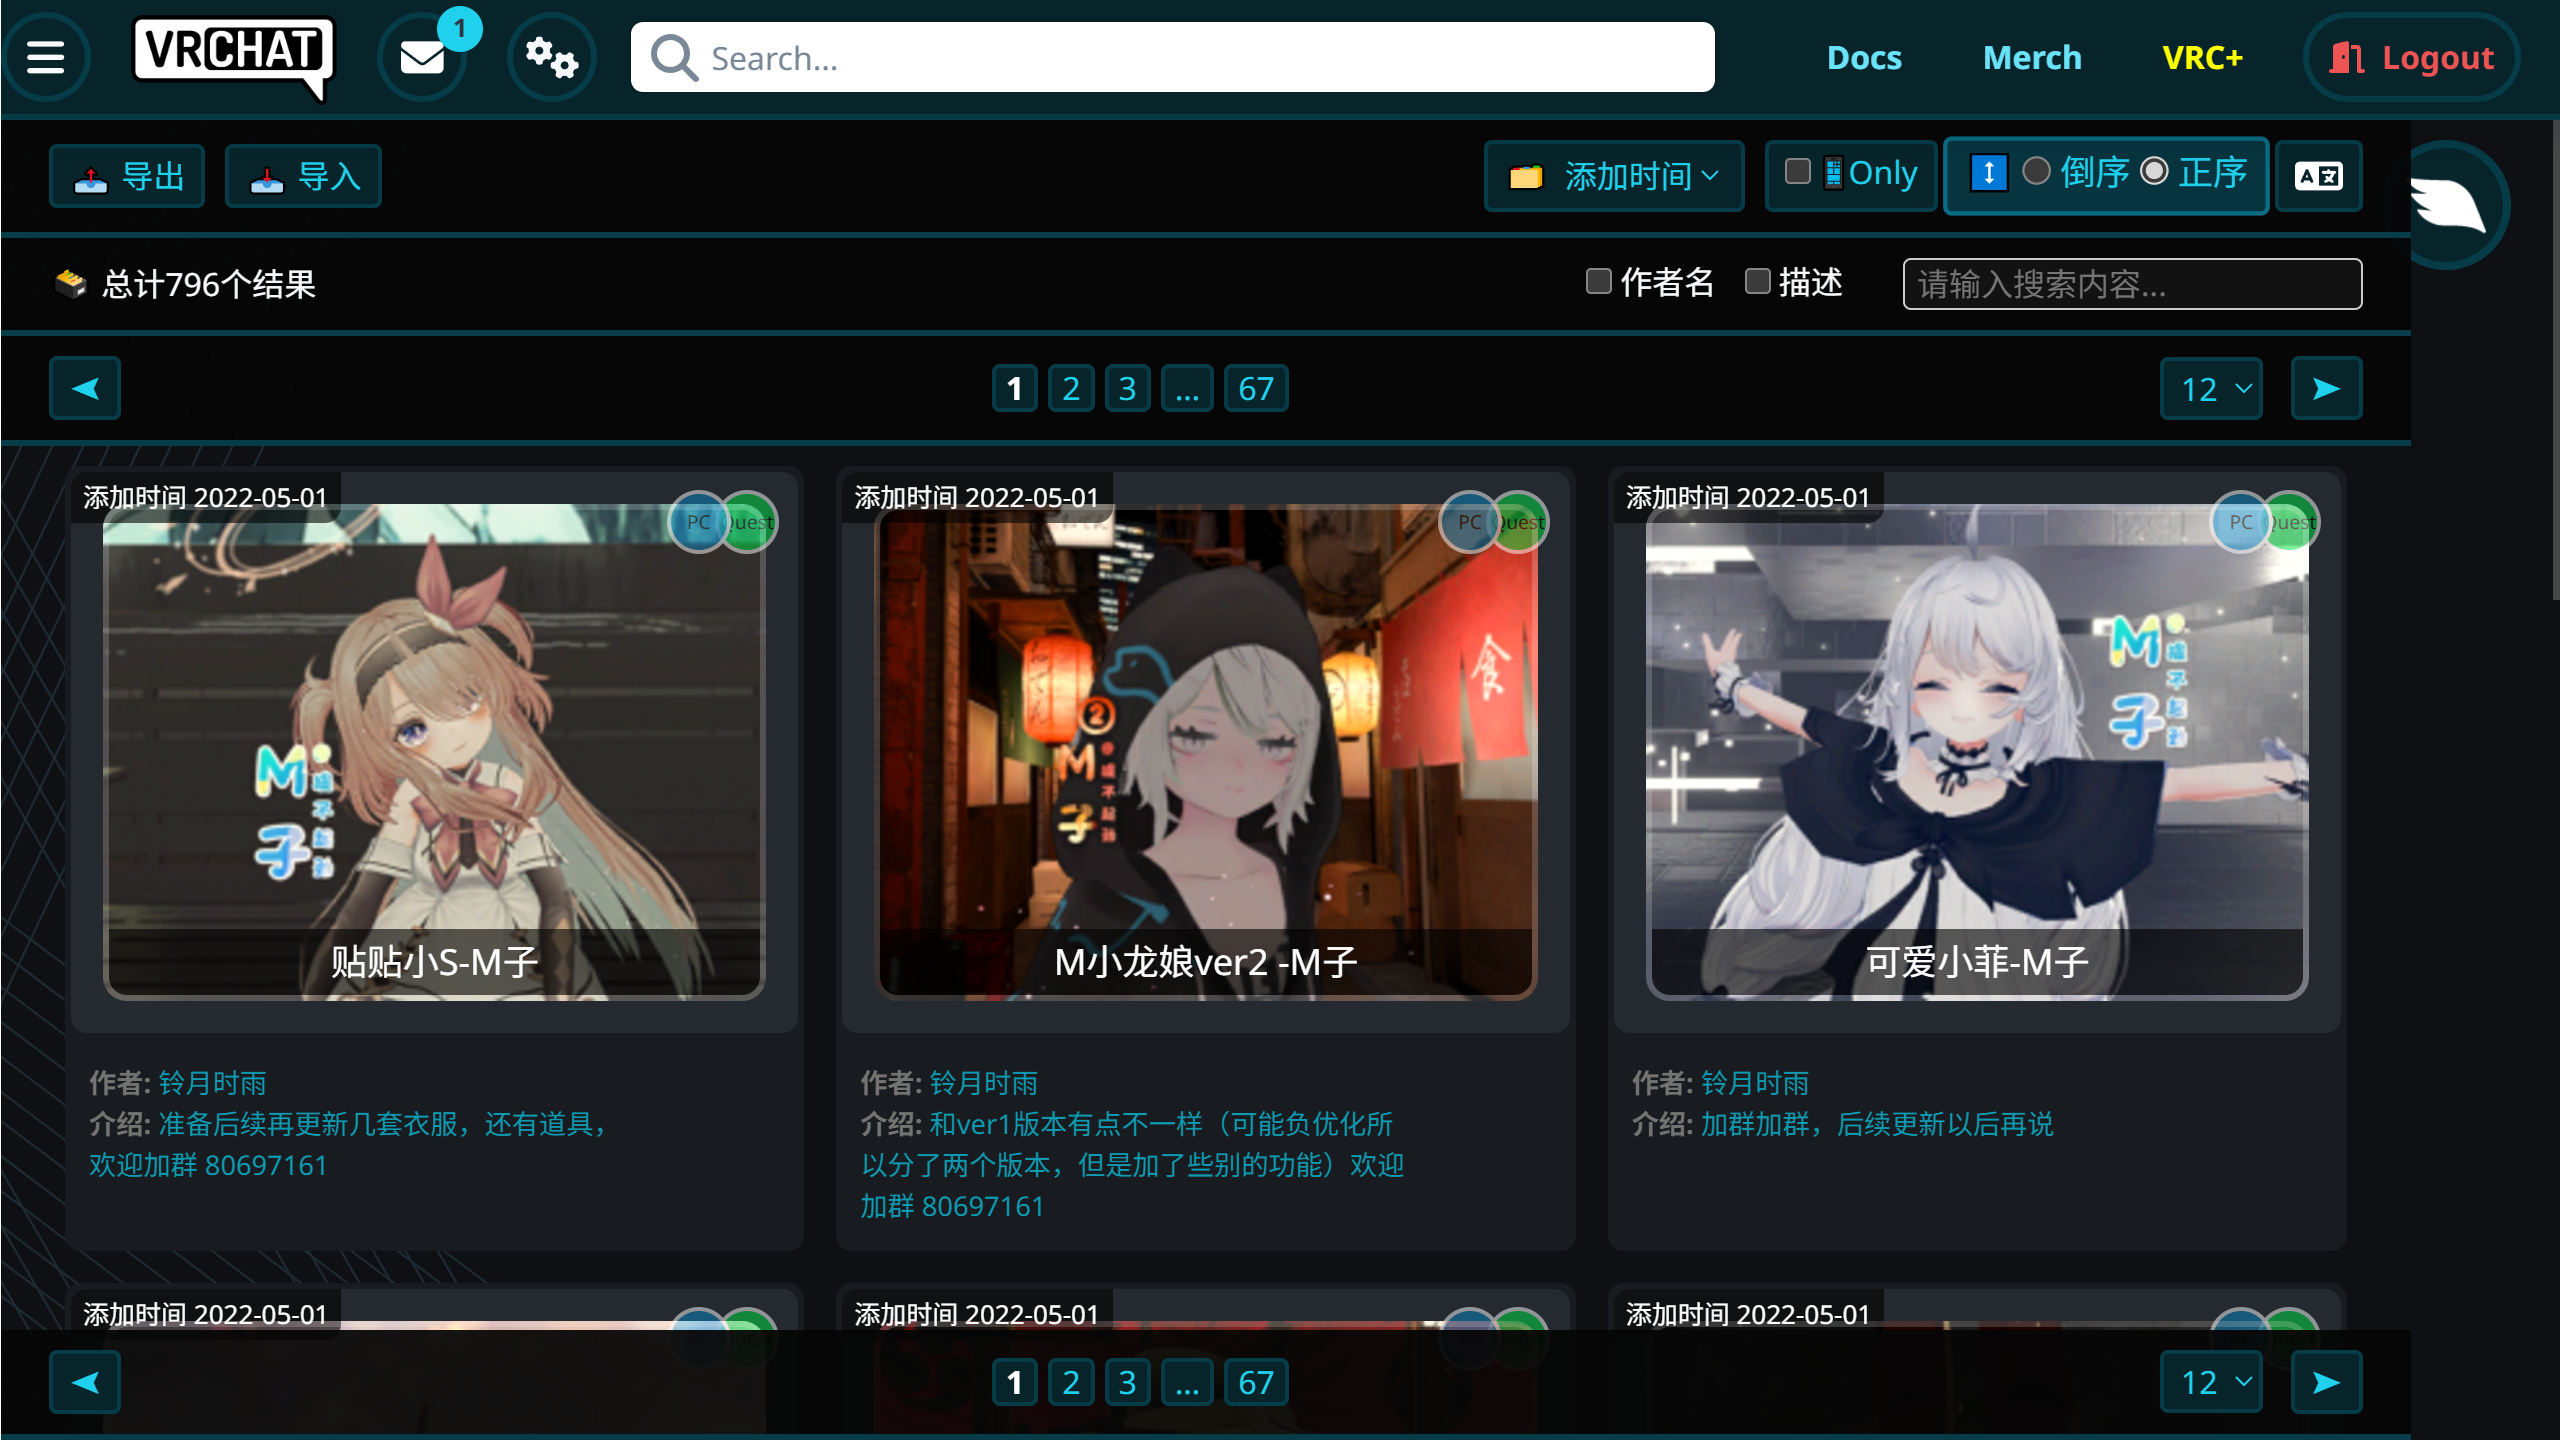 VRCHAT
1
Search...
Docs
Merch
VRC+
Logout
导出
导入
添加时间
Only
倒序
正序
A 文
总计796个结果
作者名
描述
请输入搜索内容...
1 2 3 ... 67
12
添加时间 2022-05-01
PC Quest
M子
贴贴小S-M子
作者: 铃月时雨
介绍: 准备后续再更新几套衣服，还有道具，
欢迎加群 80697161
添加时间 2022-05-01
PC Quest
食
②
M子
M小龙娘ver2 -M子
作者: 铃月时雨
介绍: 和ver1版本有点不一样（可能负优化所
以分了两个版本，但是加了些别的功能）欢迎
加群 80697161
添加时间 2022-05-01
PC Quest
M子
可爱小菲-M子
作者: 铃月时雨
介绍: 加群加群，后续更新以后再说
添加时间 2022-05-01
添加时间 2022-05-01
添加时间 2022-05-01
1 2 3 ... 67
12